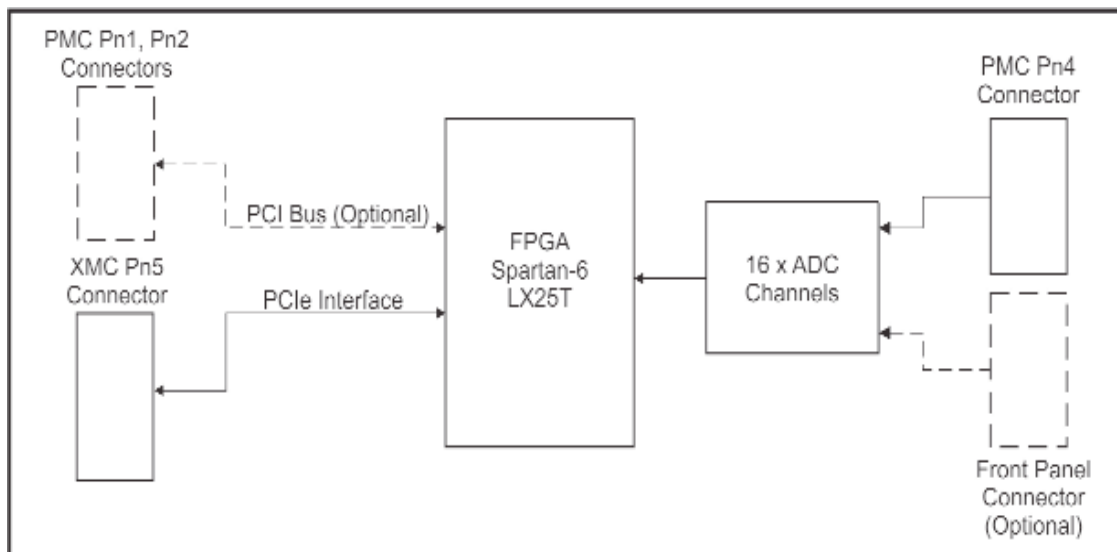 PMC Pn1, Pn2
Connectors
PCI Bus (Optional)
XMC Pn5
Connector
PCIe Interface
FPGA
Spartan-6
LX25T
16 x ADC
Channels
PMC Pn4
Connector
Front Panel
Connector
(Optional)